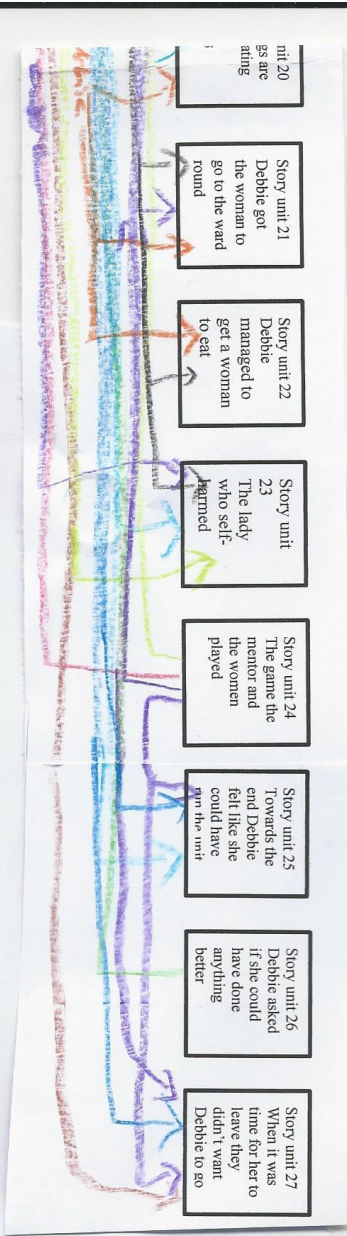 nit 20
gs are
ating
Story unit 21
Debbie got
the woman to
go to the ward
round
Story unit 22
Debbie
managed to
get a woman
to eat
Story unit
23
The lady
who self-
harmed
Story unit 24
The game the
mentor and
the women
played
Story unit 25
Towards the
end Debbie
felt like she
could have
run the unit
Story unit 26
Debbie asked
if she could
have done
anything
better
Story unit 27
When it was
time for her to
leave they
didn't want
Debbie to go